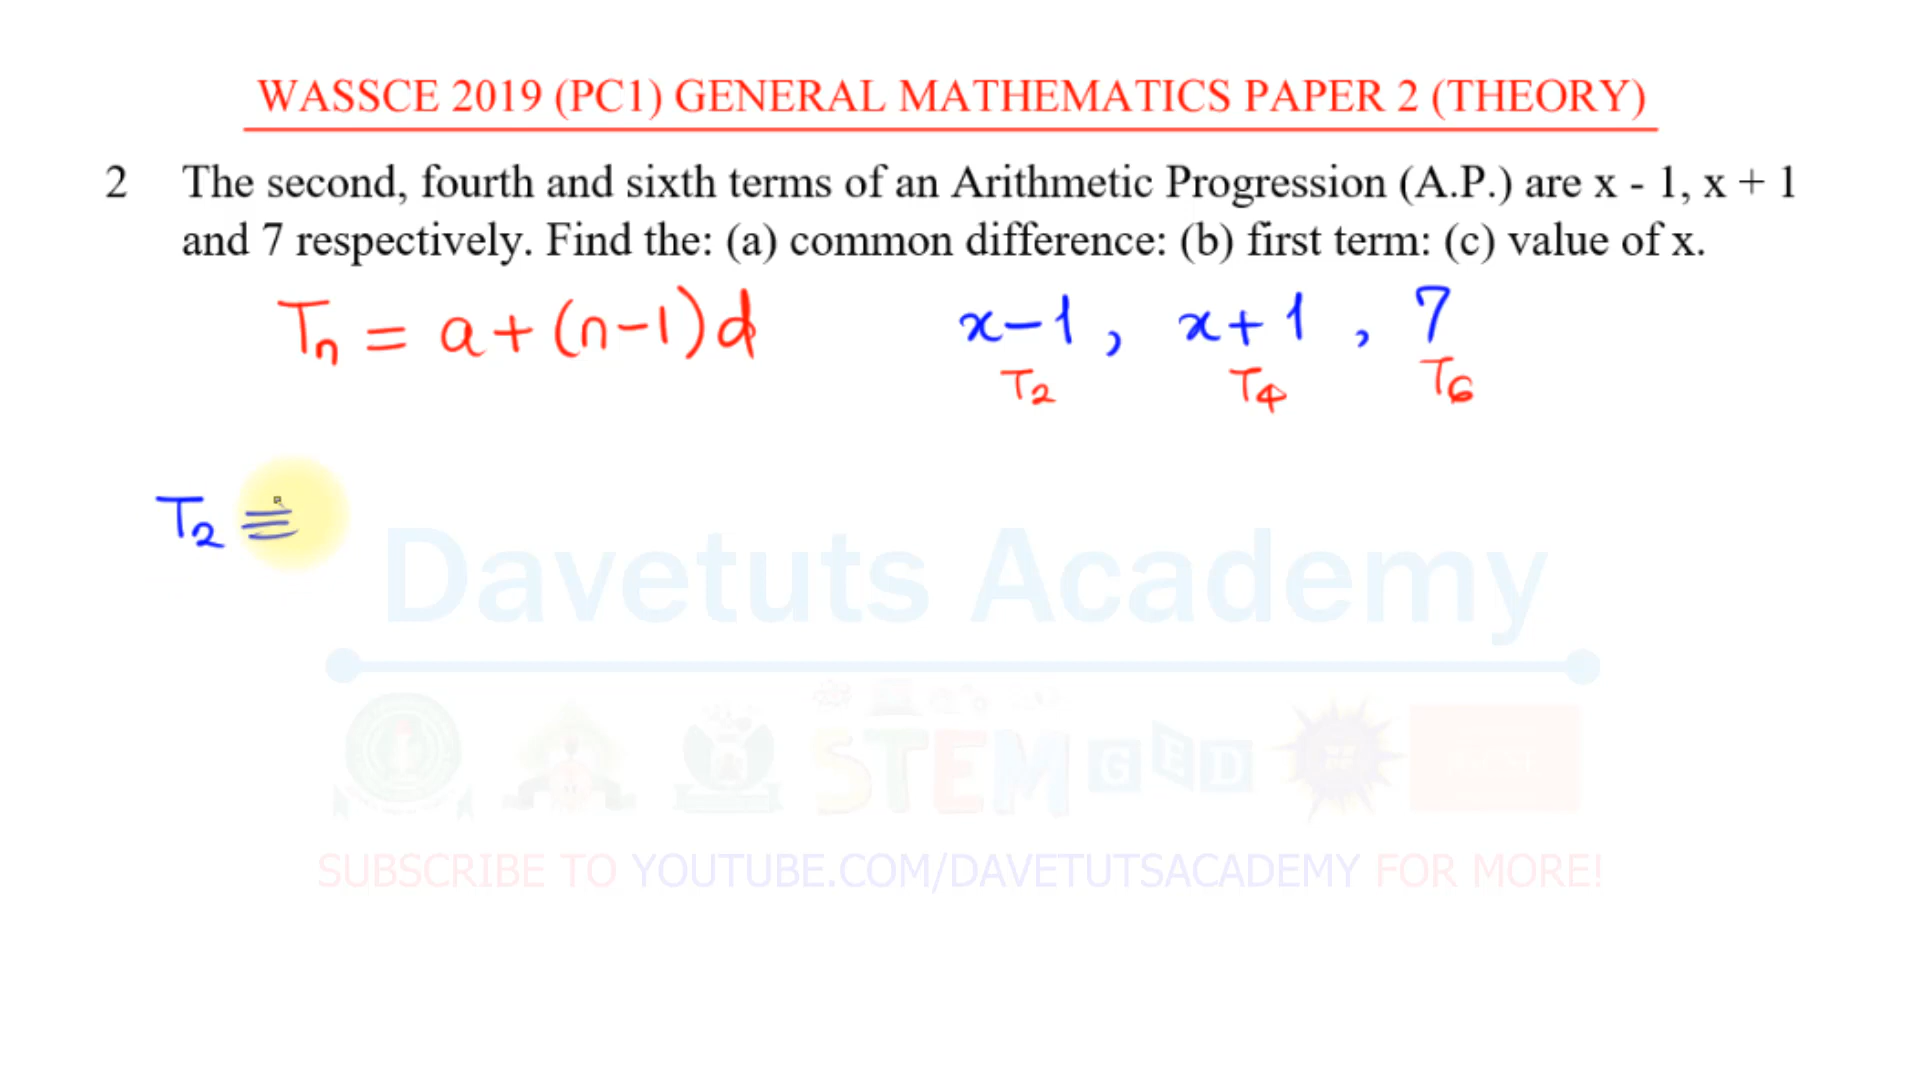 WASSCE 2019 (PC1) GENERAL MATHEMATICS PAPER 2 (THEORY)
2 The second, fourth and sixth terms of an Arithmetic Progression (A.P.) are x - 1, x + 1
and 7 respectively. Find the: (a) common difference: (b) first term: (c) value of x.
Tn = a + (n-1)d x-1, x+1, 7
T2 T4 T6
T2 ≡
Davetuts Academy
STEM GED
SUBSCRIBE TO YOUTUBE.COM/DAVETUTSACADEMY FOR MORE!